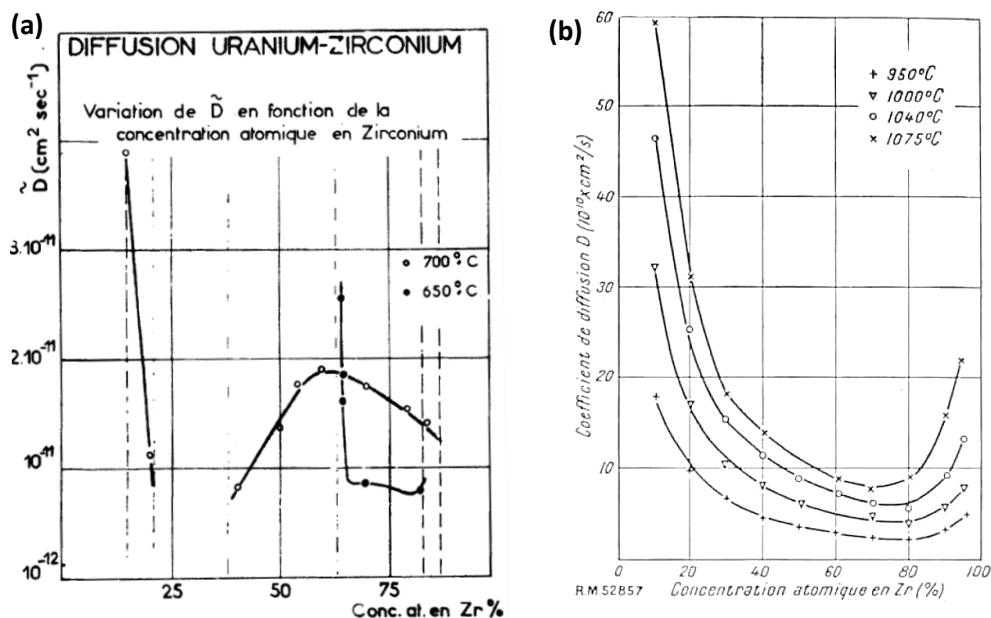 (a)
DIFFUSION URANIUM-ZIRCONIUM
Variation de D̃ en fonction de la
concentration atomique en Zirconium
D̃ (cm² sec⁻¹)
3.10⁻¹¹
2.10⁻¹¹
10⁻¹¹
10⁻¹²
700°C
650°C
25
50
75
Conc. at. en Zr %
(b)
Coefficient de diffusion D (10¹⁰ x cm²/s)
60
50
40
30
20
10
0
950°C
1000°C
1040°C
1075°C
0 20 40 60 80 100
R.M.52857
Concentration atomique en Zr (%)